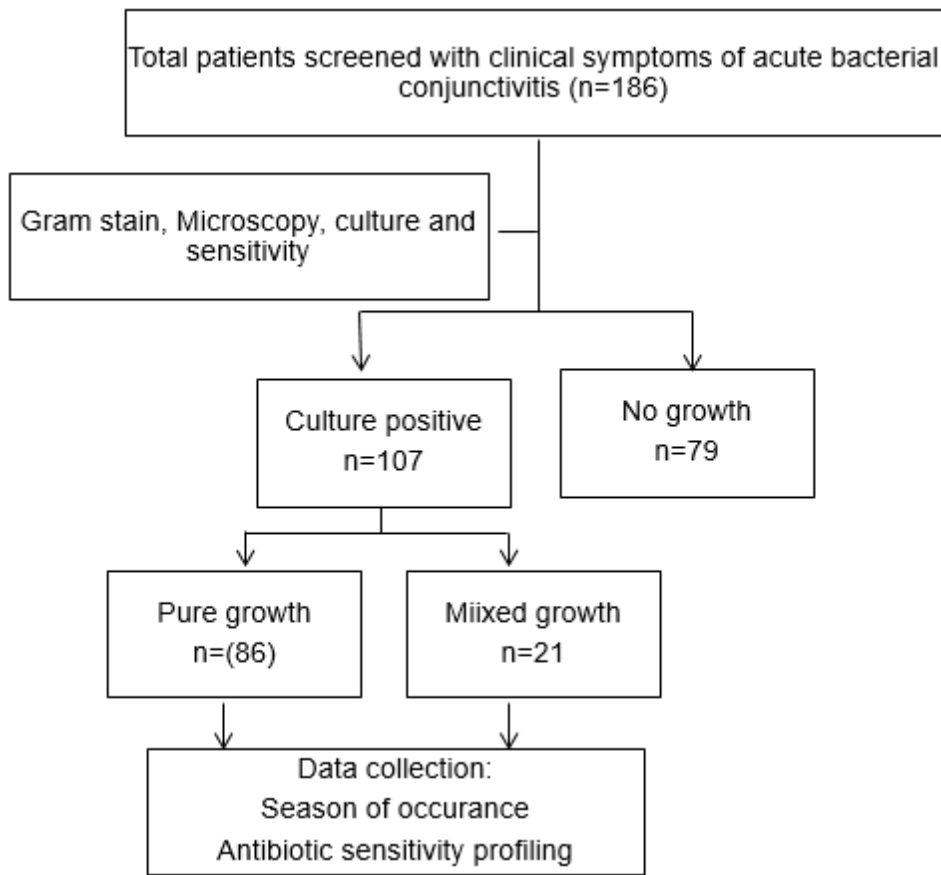 Total patients screened with clinical symptoms of acute bacterial
conjunctivitis (n=186)
Gram stain, Microscopy, culture and
sensitivity
Culture positive
n=107
No growth
n=79
Pure growth
n=(86)
Miixed growth
n=21
Data collection:
Season of occurance
Antibiotic sensitivity profiling